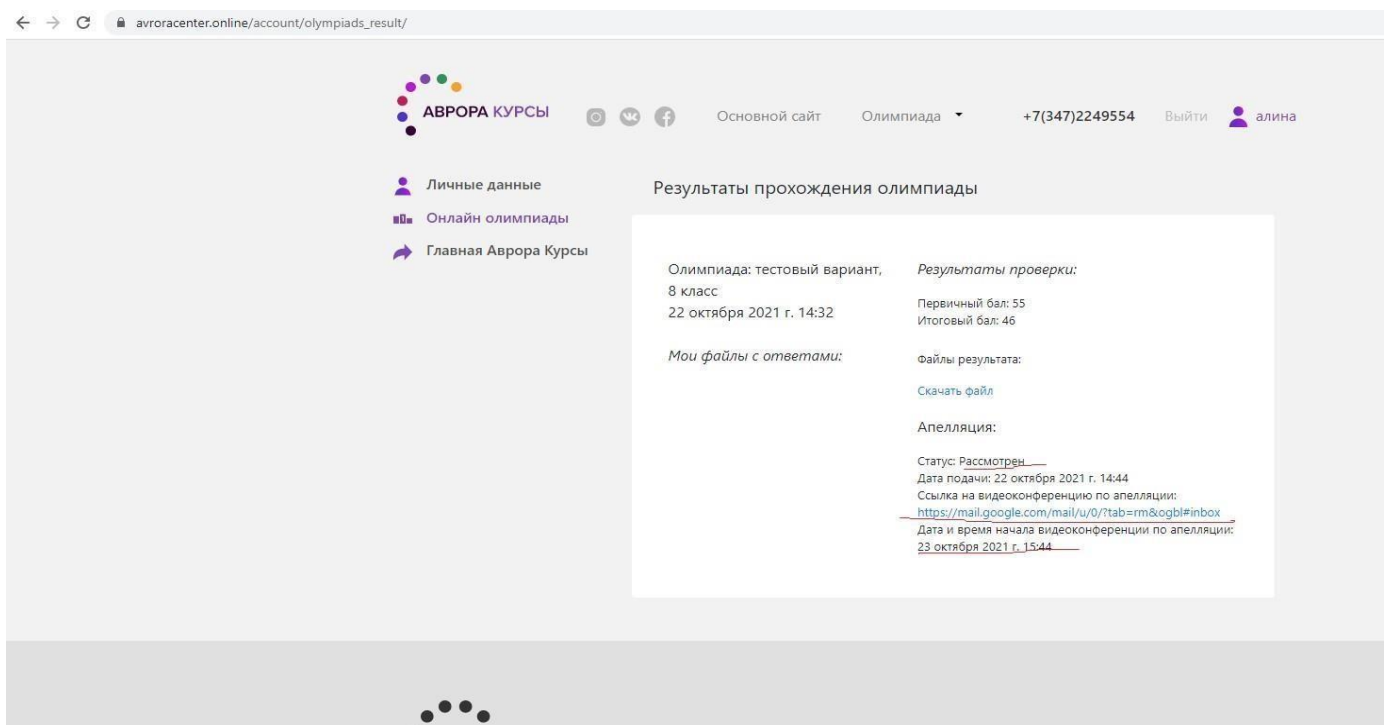 avroracenter.online/account/olympiads_result/
АВРОРА КУРСЫ
Основной сайт
Олимпиада
+7(347)2249554
Выйти
алина
Личные данные
Онлайн олимпиады
Главная Аврора Курсы
Результаты прохождения олимпиады
Олимпиада: тестовый вариант,
8 класс
22 октября 2021 г. 14:32
Мои файлы с ответами:
Результаты проверки:
Первичный бал: 55
Итоговый бал: 46
Файлы результата:
Скачать файл
Апелляция:
Статус: Рассмотрен
Дата подачи: 22 октября 2021 г. 14:44
Ссылка на видеоконференцию по апелляции:
https://mail.google.com/mail/u/0/?tab=rm&ogbl#inbox
Дата и время начала видеоконференции по апелляции:
23 октября 2021 г. 15:44